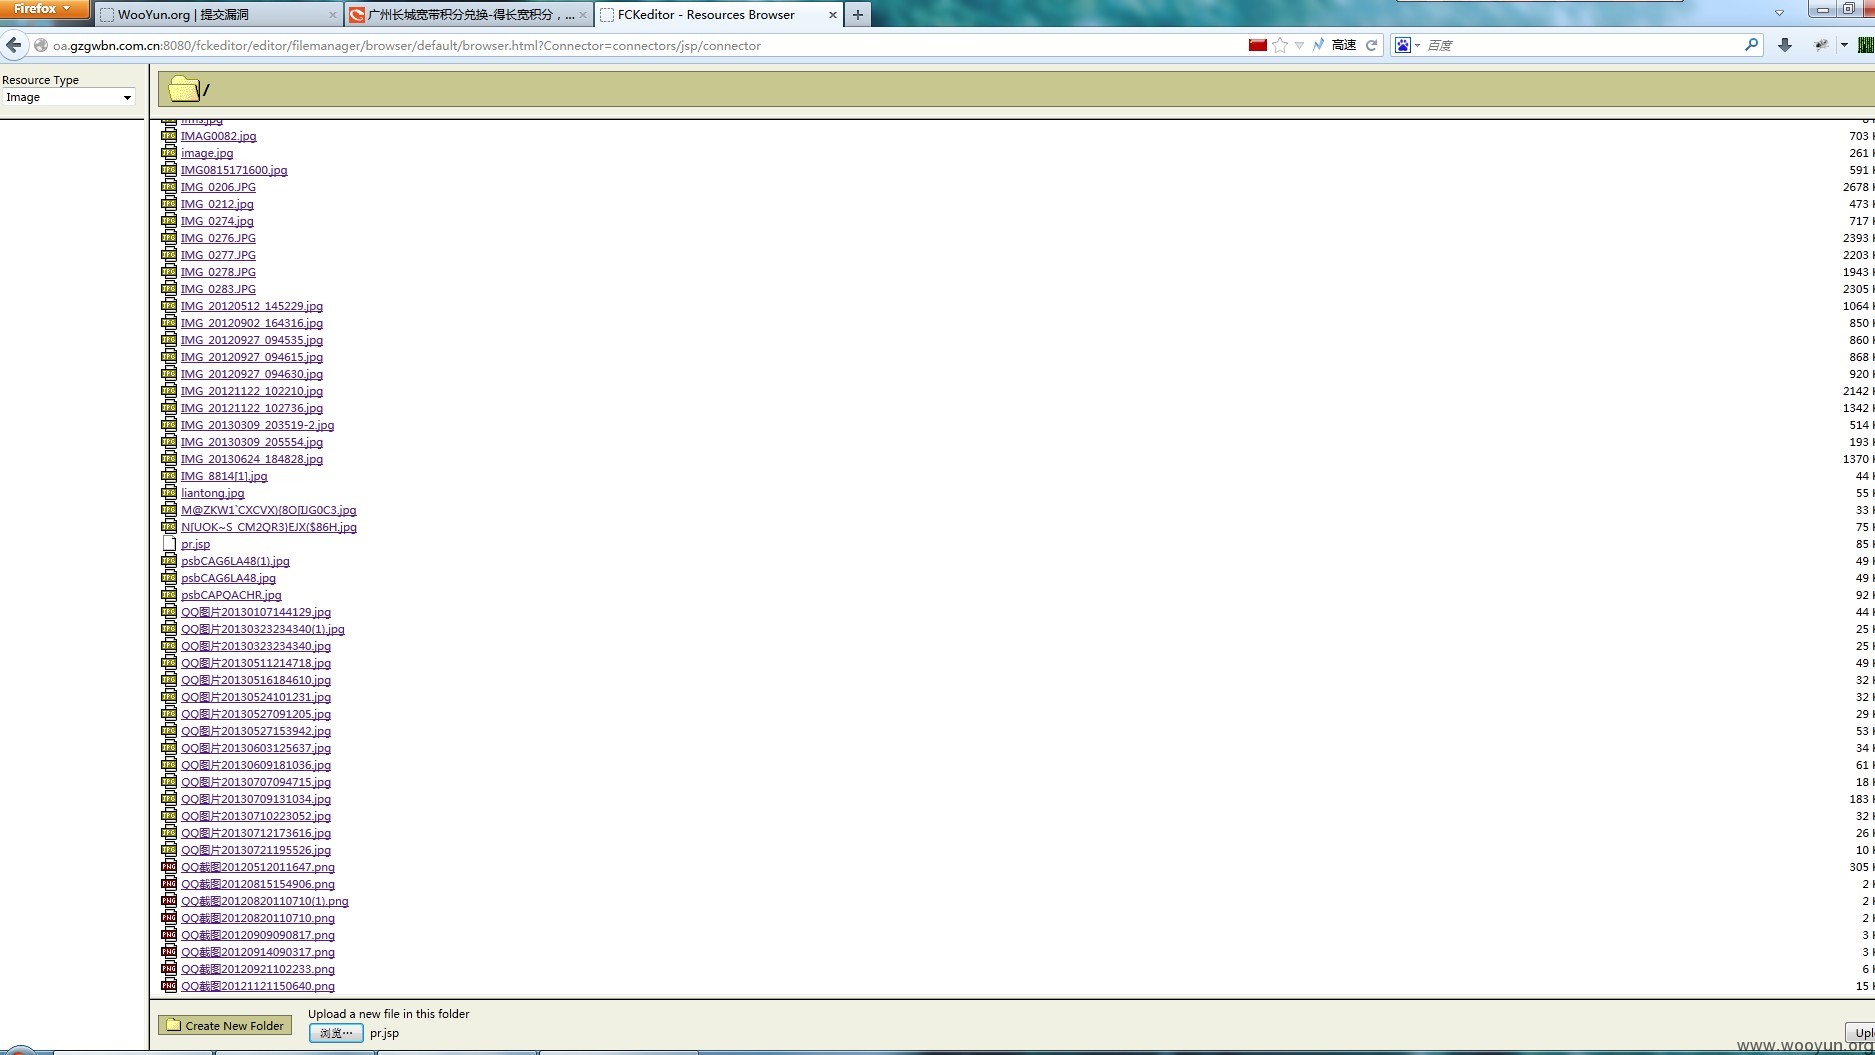 Firefox
WooYun.org | 提交漏洞
广州长城宽带积分兑换-得长宽积分，...
FCKeditor - Resources Browser
oa.gzgwbn.com.cn:8080/fckeditor/editor/filemanager/browser/default/browser.html?Connector=connectors/jsp/connector
高速
百度
Resource Type
Image
/
IMAG0082.jpg 703
image.jpg 261
IMG0815171600.jpg 591
IMG_0206.JPG 2678
IMG_0212.jpg 473
IMG_0274.jpg 717
IMG_0276.JPG 2393
IMG_0277.JPG 2203
IMG_0278.JPG 1943
IMG_0283.JPG 2305
IMG_20120512_145229.jpg 1064
IMG_20120902_164316.jpg 850
IMG_20120927_094535.jpg 860
IMG_20120927_094615.jpg 868
IMG_20120927_094630.jpg 920
IMG_20121122_102210.jpg 2142
IMG_20121122_102736.jpg 1342
IMG_20130309_203519-2.jpg 514
IMG_20130309_205554.jpg 193
IMG_20130624_184828.jpg 1370
IMG_8814[1].jpg 44
liantong.jpg 55
M@ZKW1`CXCVX){8O[IJG0C3.jpg 33
N[UOK~S_CM2QR3}EJX($86H.jpg 75
pr.jsp 85
psbCAG6LA48(1).jpg 49
psbCAG6LA48.jpg 49
psbCAPQACHR.jpg 92
QQ图片20130107144129.jpg 44
QQ图片20130323234340(1).jpg 25
QQ图片20130323234340.jpg 25
QQ图片20130511214718.jpg 49
QQ图片20130516184610.jpg 32
QQ图片20130524101231.jpg 32
QQ图片20130527091205.jpg 29
QQ图片20130527153942.jpg 53
QQ图片20130603125637.jpg 34
QQ图片20130609181036.jpg 61
QQ图片20130707094715.jpg 18
QQ图片20130709131034.jpg 183
QQ图片20130710223052.jpg 32
QQ图片20130712173616.jpg 26
QQ图片20130721195526.jpg 10
QQ截图20120512011647.png 305
QQ截图20120815154906.png 2
QQ截图20120820110710(1).png 2
QQ截图20120820110710.png 2
QQ截图20120909090817.png 3
QQ截图20120914090317.png 3
QQ截图20120921102233.png 6
QQ截图20121121150640.png 15
Upload a new file in this folder
Create New Folder
浏览… pr.jsp
Upl
www.wooyun.org